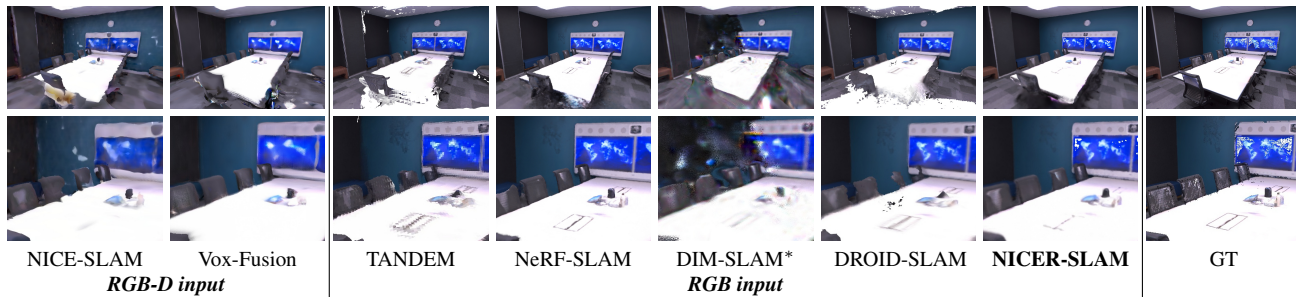 NICE-SLAM Vox-Fusion TANDEM NeRF-SLAM DIM-SLAM* DROID-SLAM NICER-SLAM GT
RGB-D input RGB input